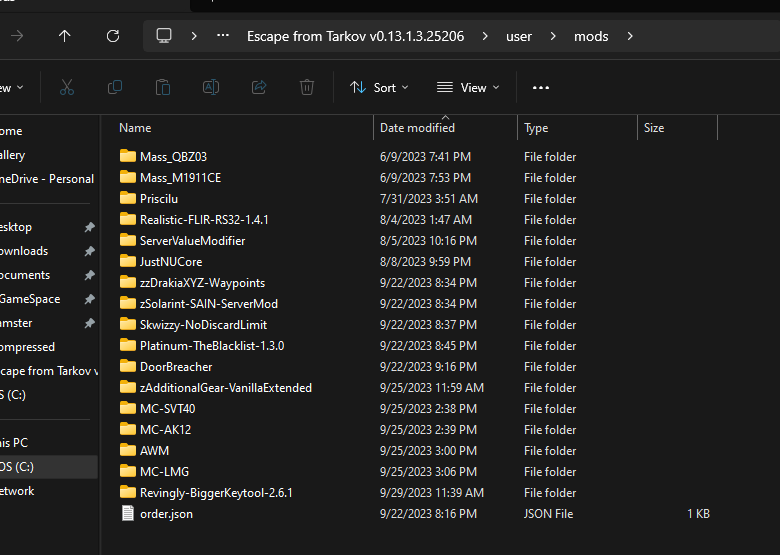 Escape from Tarkov v0.13.1.3.25206 user mods
ew Sort View
Name Date modified Type Size
ome
allery
neDrive - Personal
esktop
ownloads
ocuments
GameSpace
amster
ompressed
scape from Tarkov v
S (C:)
his PC
OS (C:)
etwork
Mass_QBZ03 6/9/2023 7:41 PM File folder
Mass_M1911CE 6/9/2023 7:53 PM File folder
Priscilu 7/31/2023 3:51 AM File folder
Realistic-FLIR-RS32-1.4.1 8/4/2023 1:47 AM File folder
ServerValueModifier 8/5/2023 10:16 PM File folder
JustNUCore 8/8/2023 9:59 PM File folder
zzDrakiaXYZ-Waypoints 9/22/2023 8:34 PM File folder
zSolarint-SAIN-ServerMod 9/22/2023 8:34 PM File folder
Skwizzy-NoDiscardLimit 9/22/2023 8:37 PM File folder
Platinum-TheBlacklist-1.3.0 9/22/2023 8:45 PM File folder
DoorBreacher 9/22/2023 9:16 PM File folder
zAdditionalGear-VanillaExtended 9/25/2023 11:59 AM File folder
MC-SVT40 9/25/2023 2:38 PM File folder
MC-AK12 9/25/2023 2:39 PM File folder
AWM 9/25/2023 3:00 PM File folder
MC-LMG 9/25/2023 3:06 PM File folder
Revingly-BiggerKeytool-2.6.1 9/29/2023 11:39 AM File folder
order.json 9/22/2023 8:16 PM JSON File 1 KB